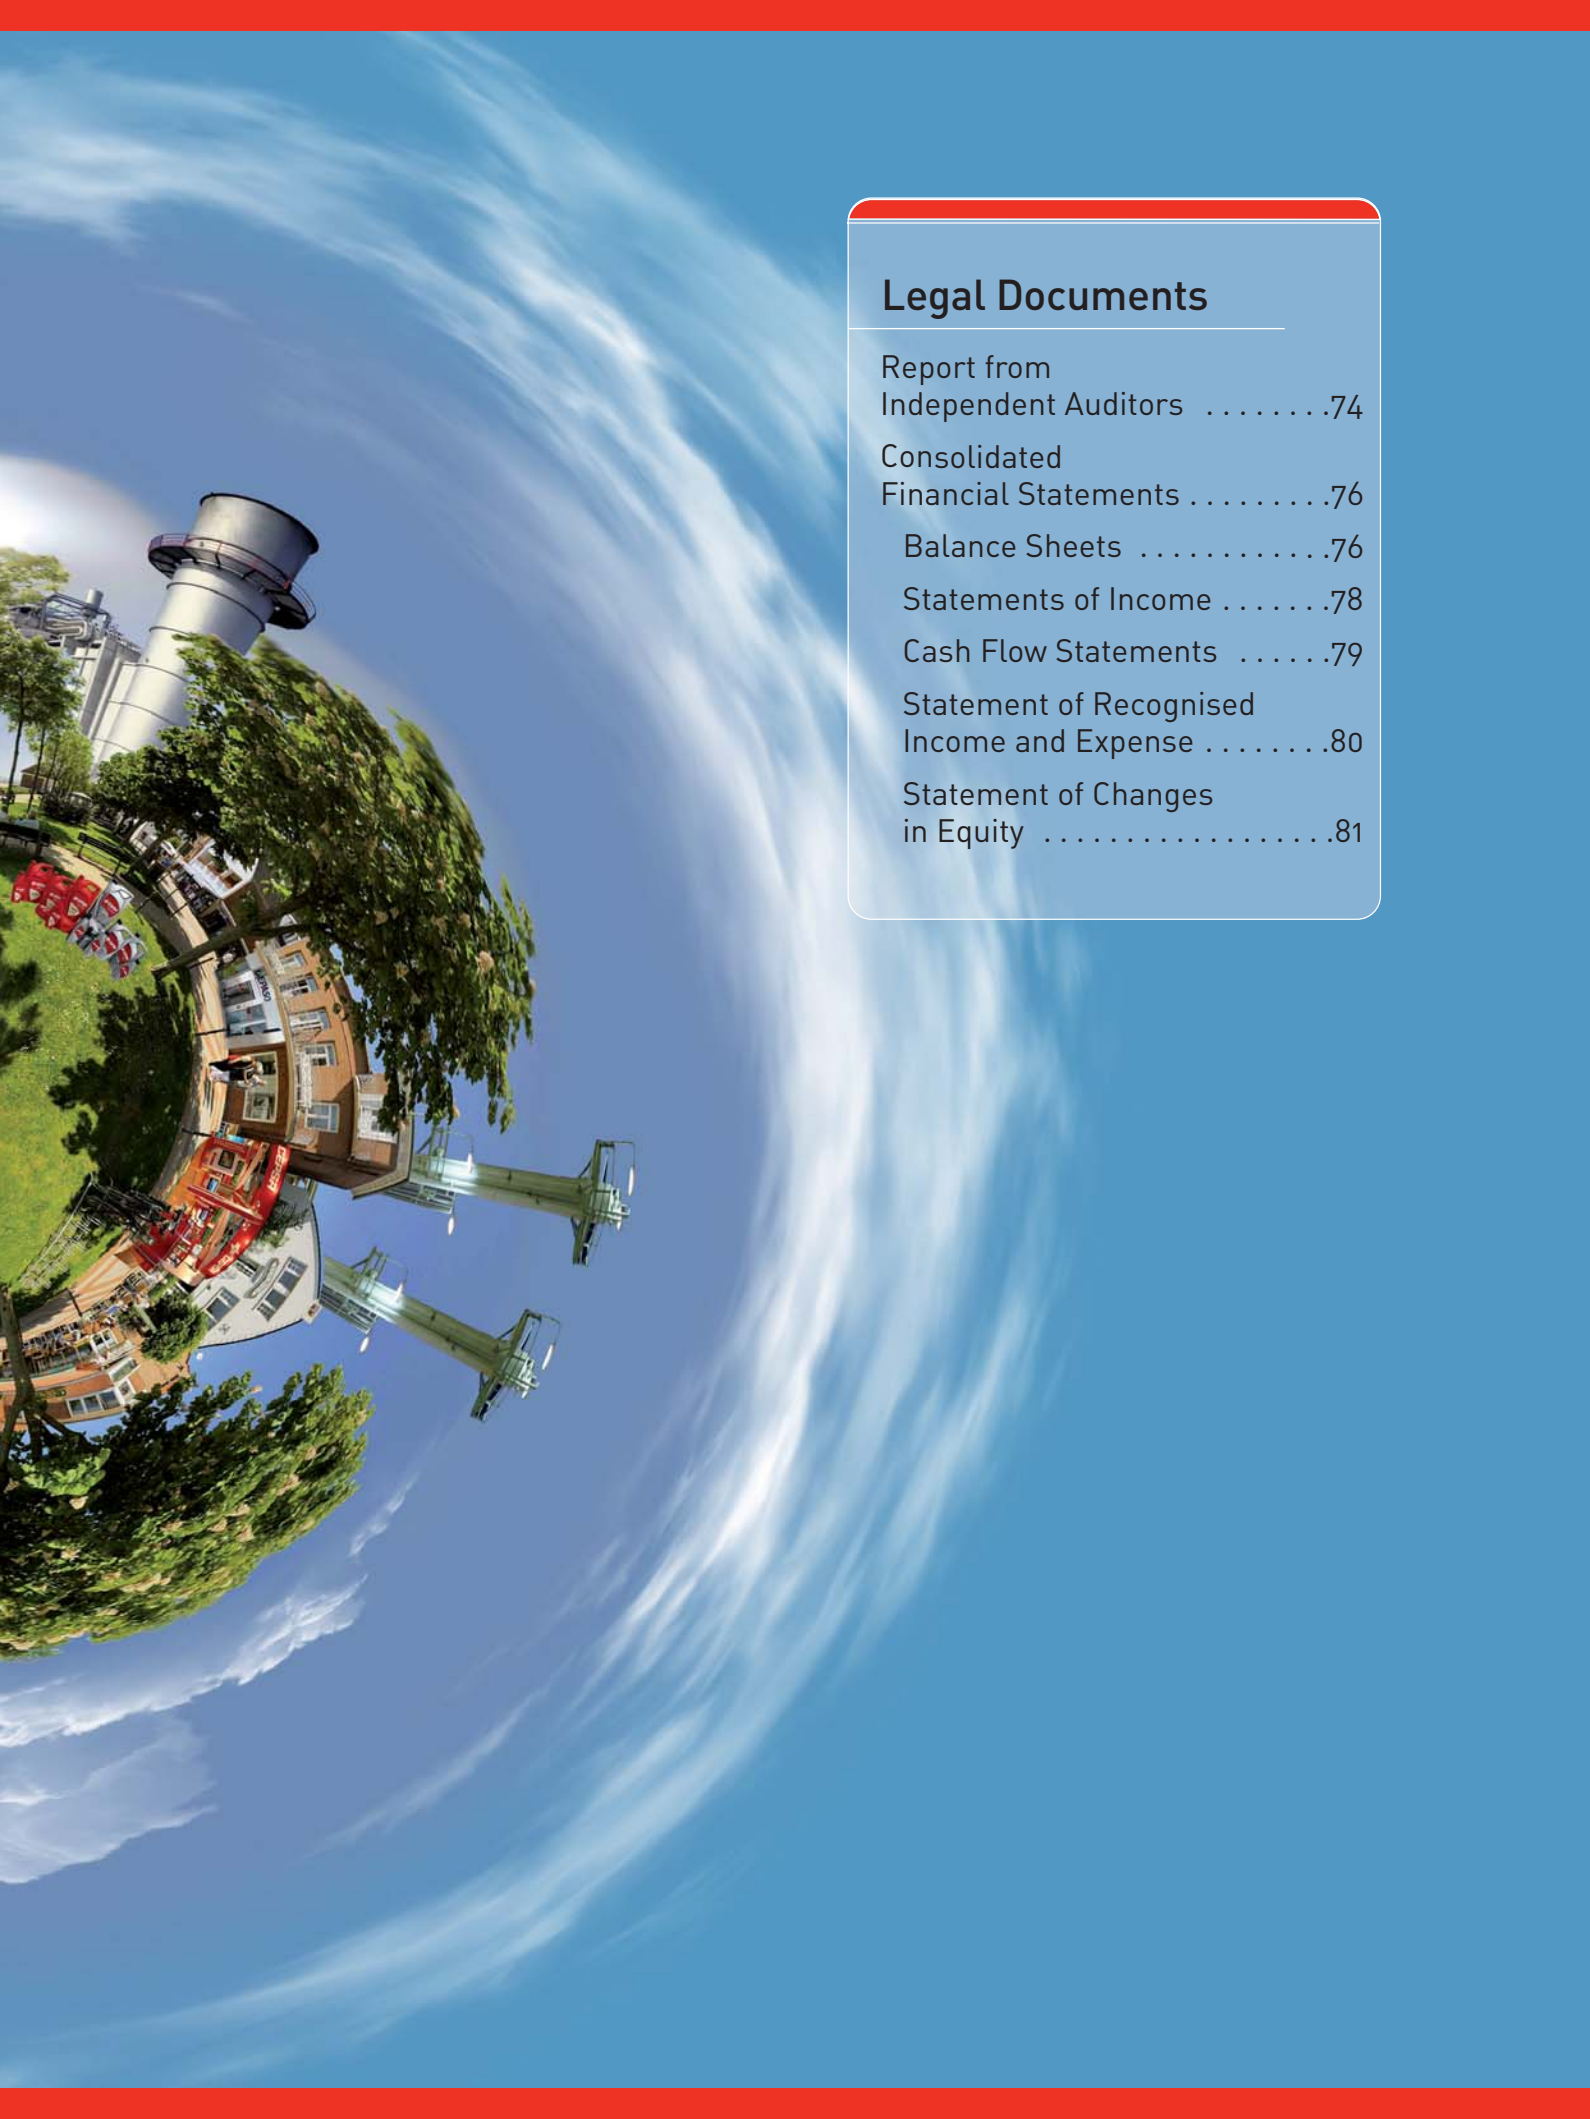 Legal Documents
Report from
Independent Auditors . . . . . . . .74
Consolidated
Financial Statements . . . . . . . . .76
Balance Sheets . . . . . . . . . . . .76
Statements of Income . . . . . . .78
Cash Flow Statements . . . . . .79
Statement of Recognised
Income and Expense . . . . . . . .80
Statement of Changes
in Equity . . . . . . . . . . . . . . . . . .81
CEPSA